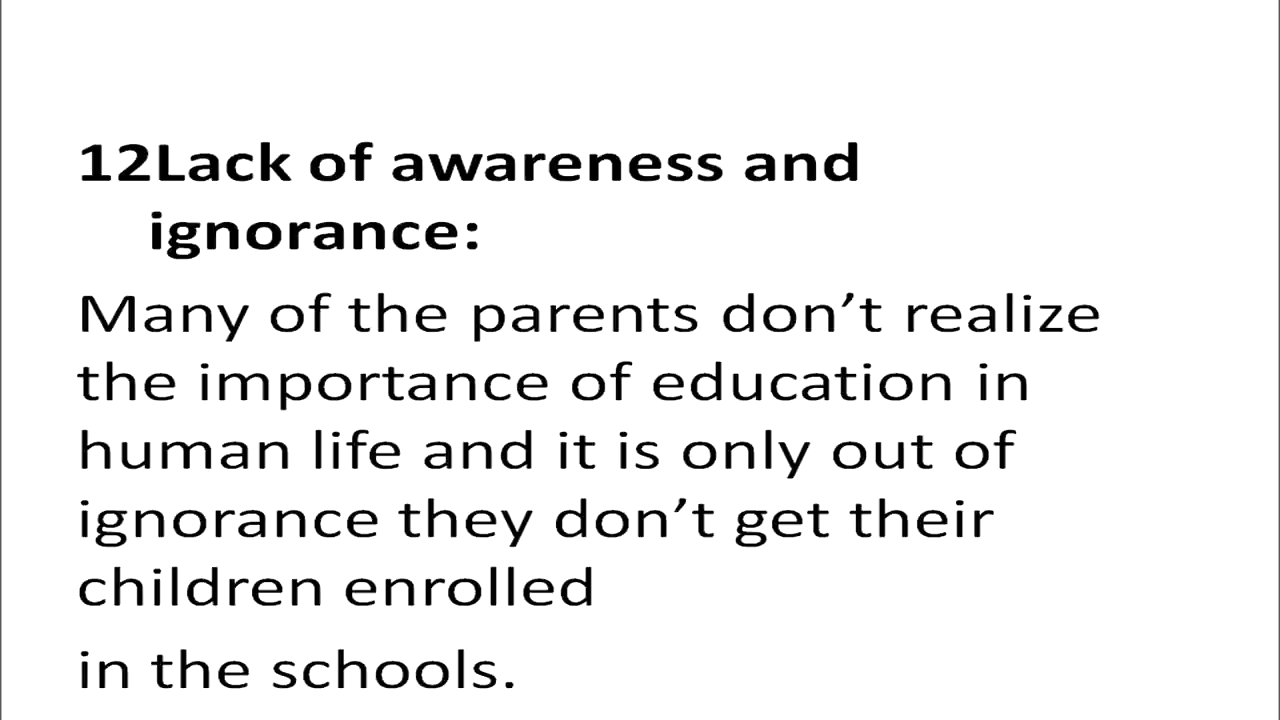 12Lack of awareness and
ignorance:
Many of the parents don’t realize
the importance of education in
human life and it is only out of
ignorance they don’t get their
children enrolled
in the schools.